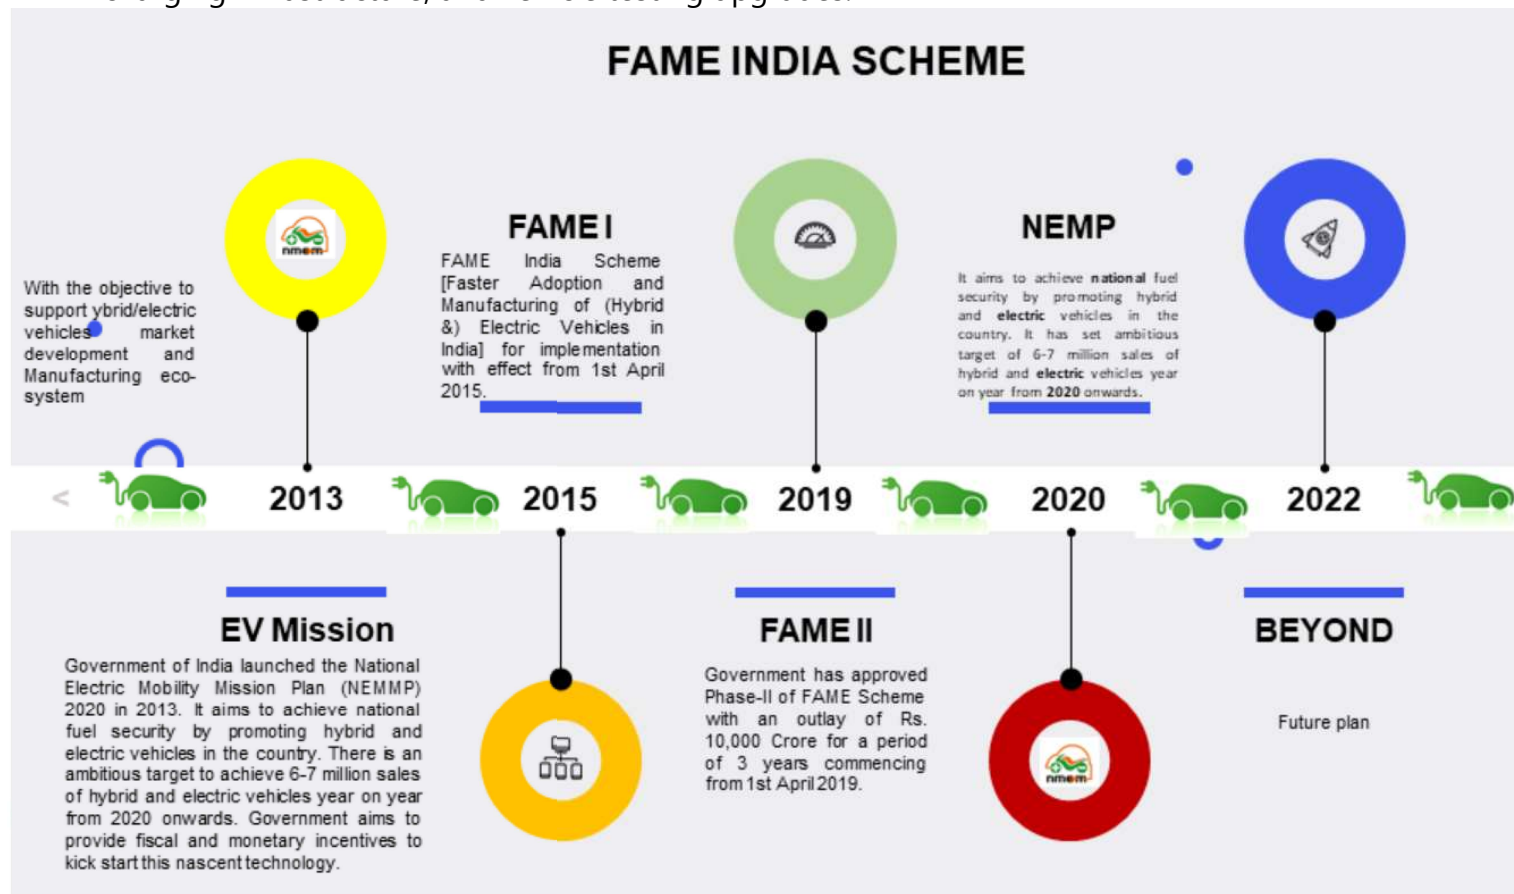 FAME INDIA SCHEME
With the objective to
support ybrid/electric
vehicles market
development and
Manufacturing eco-
system
nmem
FAME I
FAME India Scheme
[Faster Adoption and
Manufacturing of (Hybrid
&) Electric Vehicles in
India] for implementation
with effect from 1st April
2015.
NEMP
It aims to achieve national fuel
security by promoting hybrid
and electric vehicles in the
country. It has set ambitious
target of 6-7 million sales of
hybrid and electric vehicles year
on year from 2020 onwards.
< 2013 2015 2019 2020 2022
EV Mission
Government of India launched the National
Electric Mobility Mission Plan (NEMMP)
2020 in 2013. It aims to achieve national
fuel security by promoting hybrid and
electric vehicles in the country. There is an
ambitious target to achieve 6-7 million sales
of hybrid and electric vehicles year on year
from 2020 onwards. Government aims to
provide fiscal and monetary incentives to
kick start this nascent technology.
FAME II
Government has approved
Phase-II of FAME Scheme
with an outlay of Rs.
10,000 Crore for a period
of 3 years commencing
from 1st April 2019.
nmem
BEYOND
Future plan